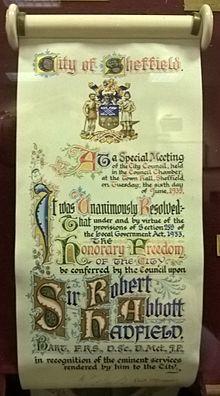 City of Sheffield.
At a Special Meeting
of the City Council, held
in the Council Chamber,
at the Town Hall, Sheffield,
on Tuesday, the sixth day
of June, 1939,
It was Unanimously Resolved:-
That under and by virtue of the
provisions of Section 259 of
the Local Government Act, 1933,
THE
Honorary Freedom
OF THE CITY
be conferred by the Council upon
Sir Robert
Abbott
HADFIELD,
BART., F.R.S., D.Sc., D.Met., J.P.,
in recognition of the eminent services
rendered by him to the City.